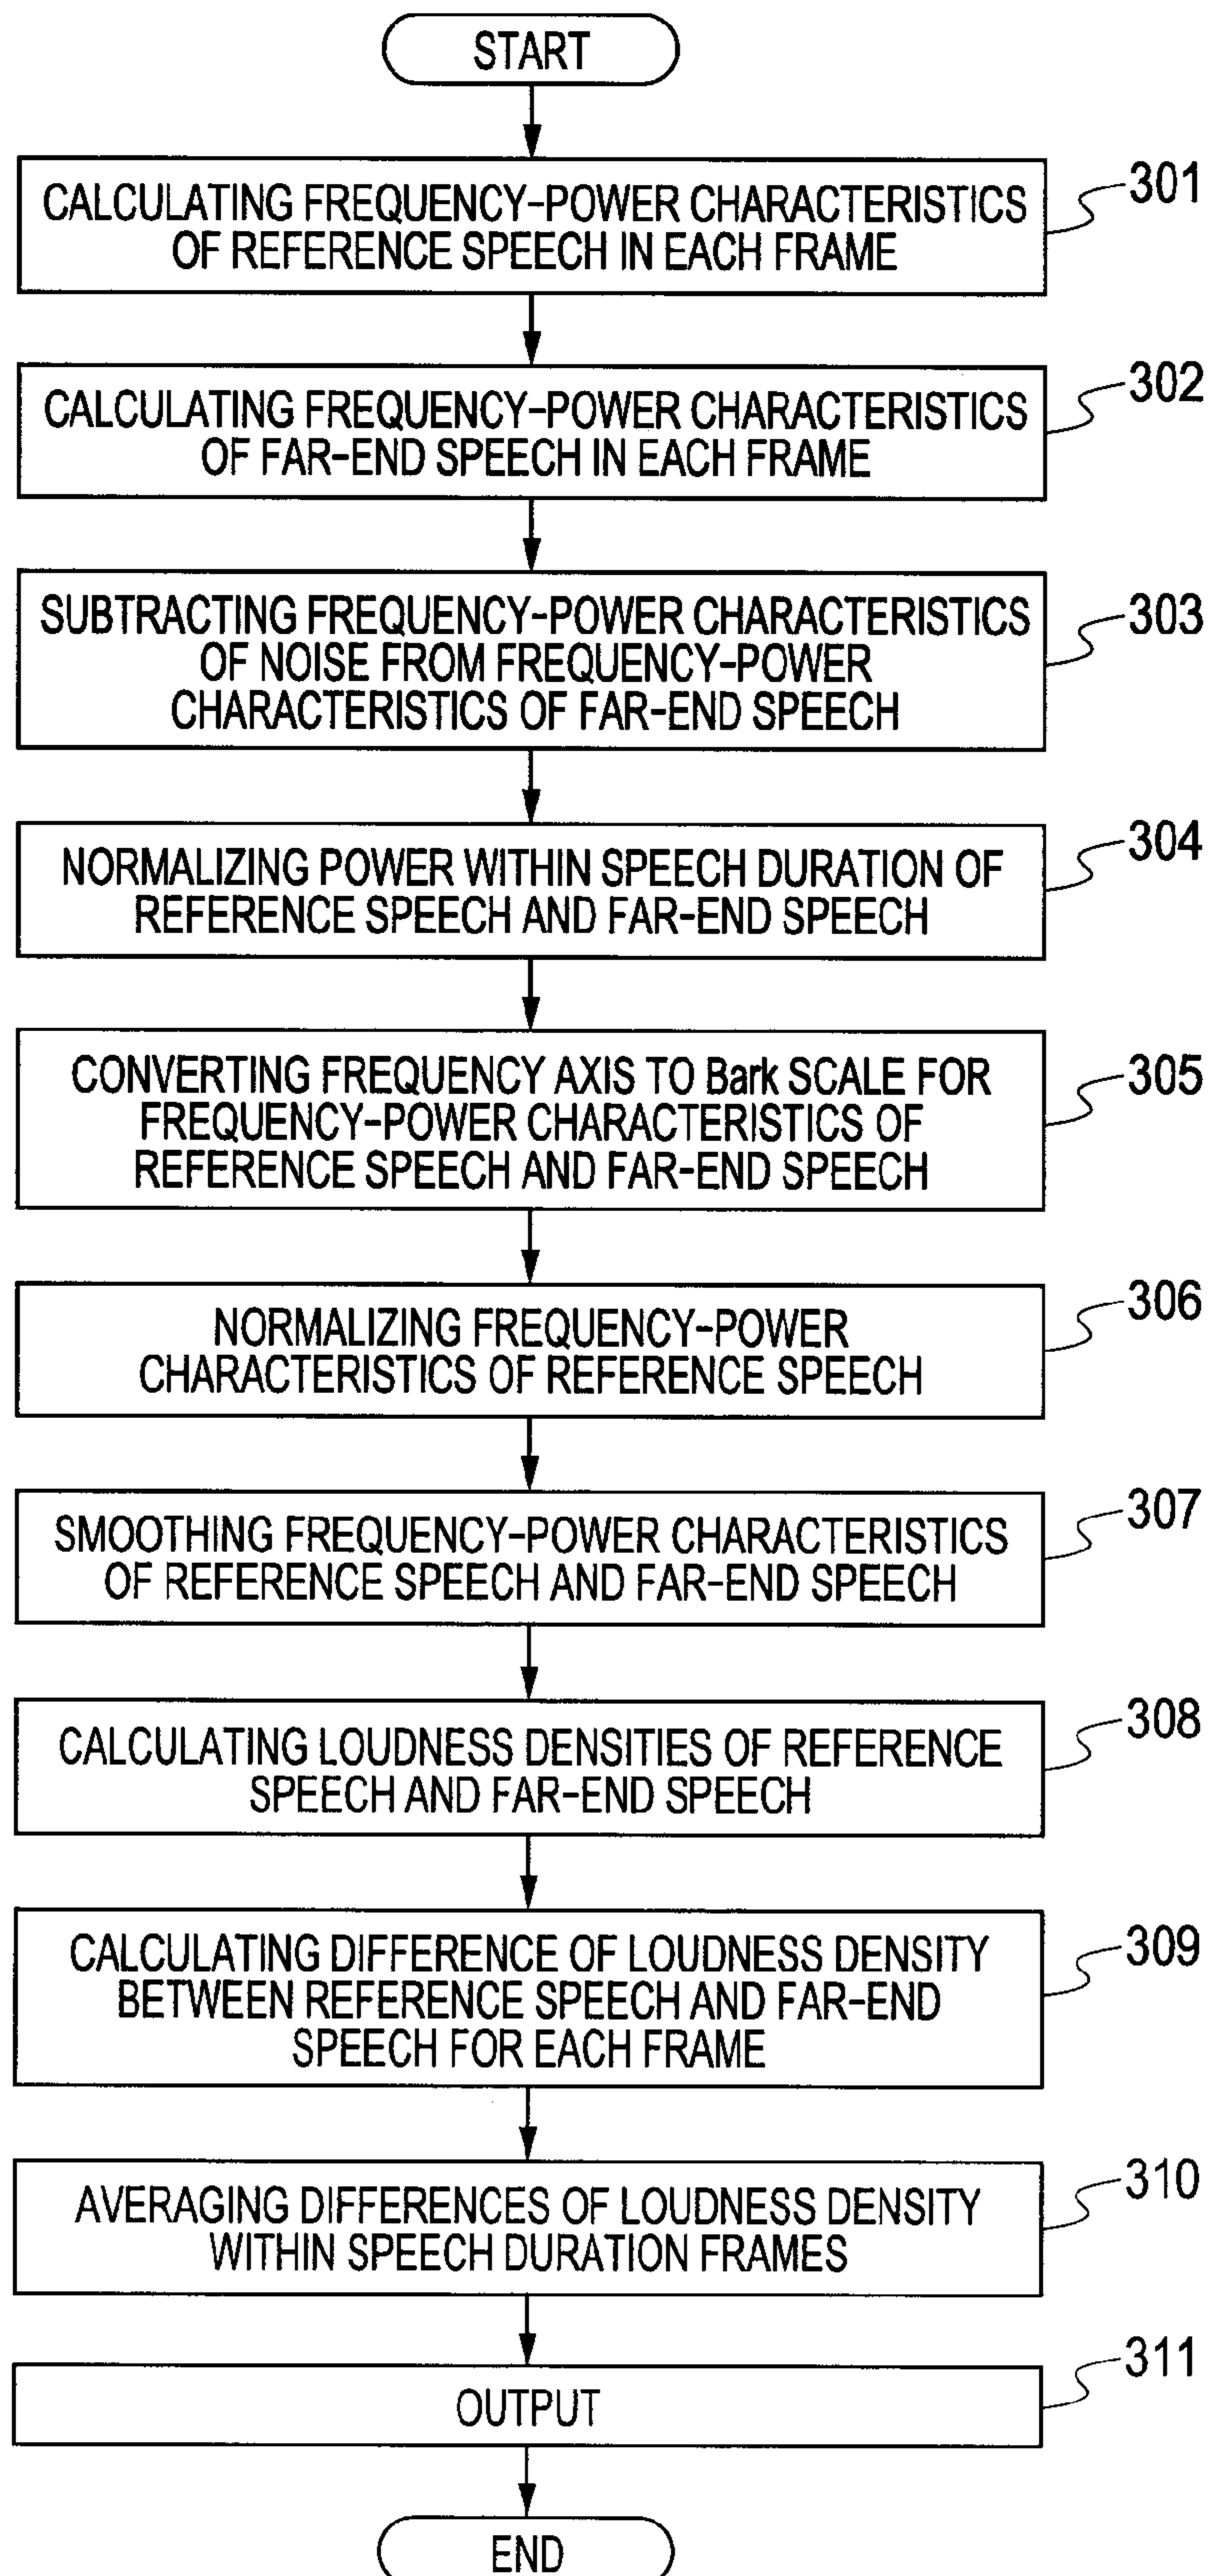 START
CALCULATING FREQUENCY-POWER CHARACTERISTICS
OF REFERENCE SPEECH IN EACH FRAME
301
CALCULATING FREQUENCY-POWER CHARACTERISTICS
OF FAR-END SPEECH IN EACH FRAME
302
SUBTRACTING FREQUENCY-POWER CHARACTERISTICS
OF NOISE FROM FREQUENCY-POWER
CHARACTERISTICS OF FAR-END SPEECH
303
NORMALIZING POWER WITHIN SPEECH DURATION OF
REFERENCE SPEECH AND FAR-END SPEECH
304
CONVERTING FREQUENCY AXIS TO Bark SCALE FOR
FREQUENCY-POWER CHARACTERISTICS OF
REFERENCE SPEECH AND FAR-END SPEECH
305
NORMALIZING FREQUENCY-POWER
CHARACTERISTICS OF REFERENCE SPEECH
306
SMOOTHING FREQUENCY-POWER CHARACTERISTICS
OF REFERENCE SPEECH AND FAR-END SPEECH
307
CALCULATING LOUDNESS DENSITIES OF REFERENCE
SPEECH AND FAR-END SPEECH
308
CALCULATING DIFFERENCE OF LOUDNESS DENSITY
BETWEEN REFERENCE SPEECH AND FAR-END
SPEECH FOR EACH FRAME
309
AVERAGING DIFFERENCES OF LOUDNESS DENSITY
WITHIN SPEECH DURATION FRAMES
310
OUTPUT
311
END